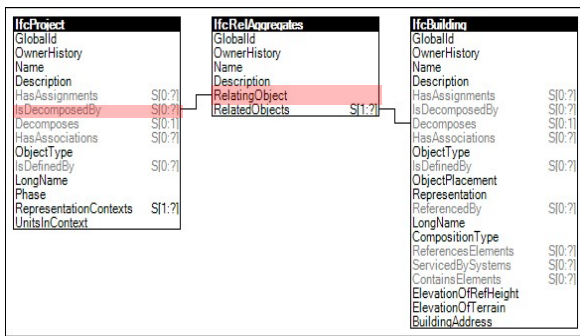 IfcProject
GlobalId
OwnerHistory
Name
Description
HasAssignments S[0:?]
IsDecomposedBy S[0:?]
Decomposes S[0:1]
HasAssociations S[0:?]
ObjectType
IsDefinedBy S[0:?]
LongName
Phase
RepresentationContexts S[1:?]
UnitsInContext
IfcRelAggregates
GlobalId
OwnerHistory
Name
Description
RelatingObject
RelatedObjects S[1:?]
IfcBuilding
GlobalId
OwnerHistory
Name
Description
HasAssignments S[0:?]
IsDecomposedBy S[0:?]
Decomposes S[0:1]
HasAssociations S[0:?]
ObjectType
IsDefinedBy S[0:?]
ObjectPlacement
Representation
ReferencedBy S[0:?]
LongName
CompositionType
ReferencesElements S[0:?]
ServicedBySystems S[0:?]
ContainsElements S[0:?]
ElevationOfRefHeight
ElevationOfTerrain
BuildingAddress